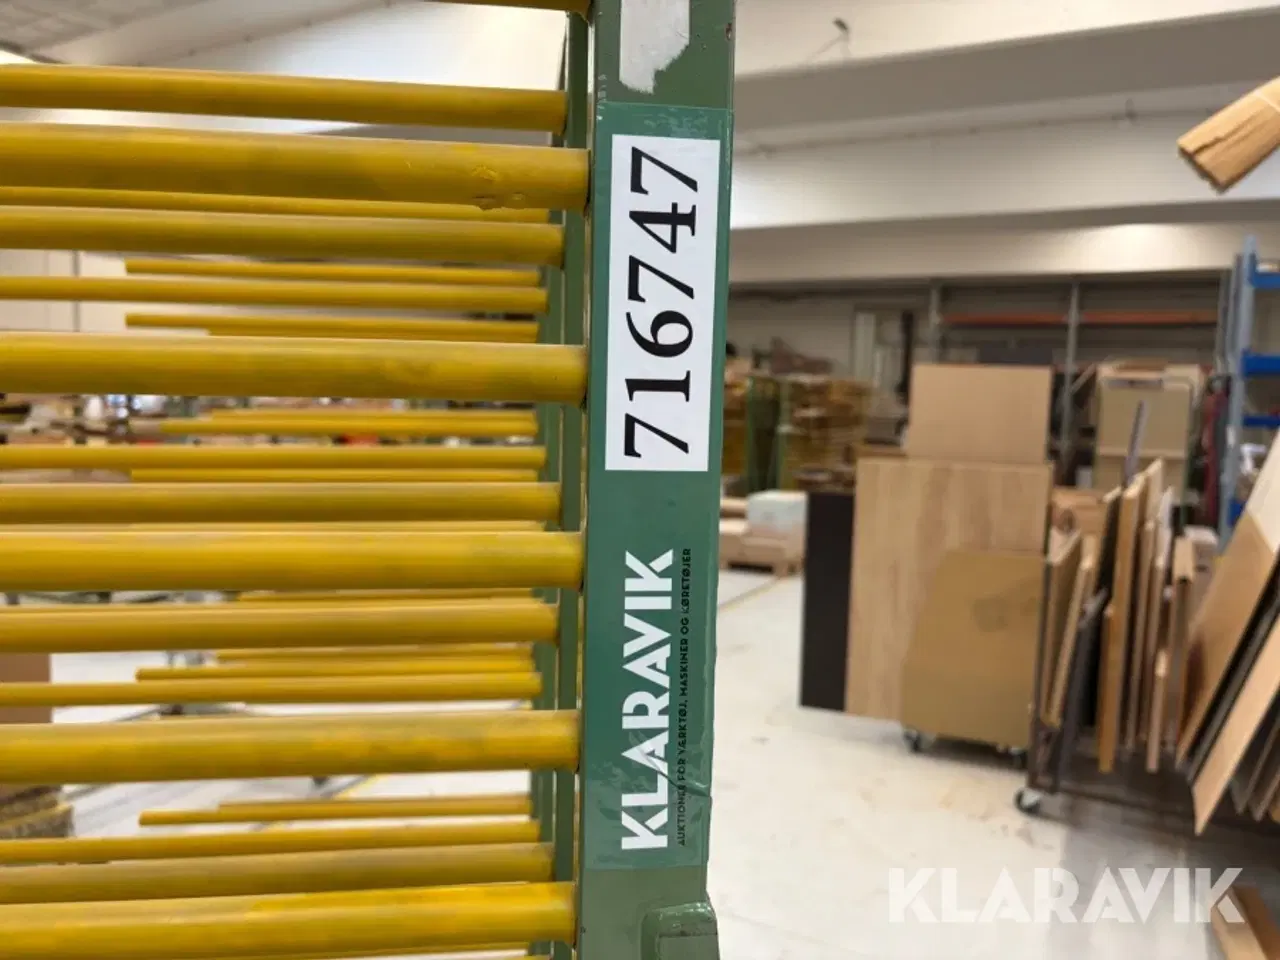 716747
KLARAVIK
AUKTIONER FOR VÆRKTØJ, MASKINER OG KØRETØJER
KLARAVIK